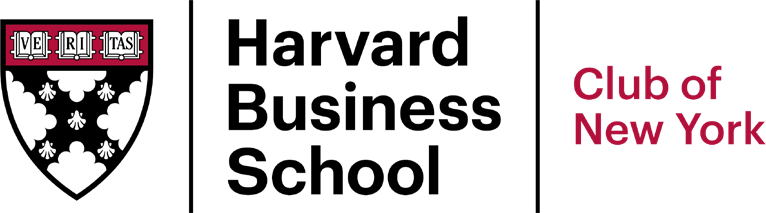 VE RI TAS
Harvard
Business
School
Club of
New York